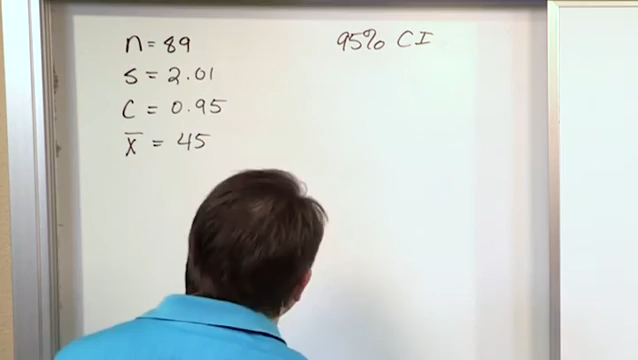 n = 89
s = 2.01
c = 0.95
x̅ = 45
95% CI